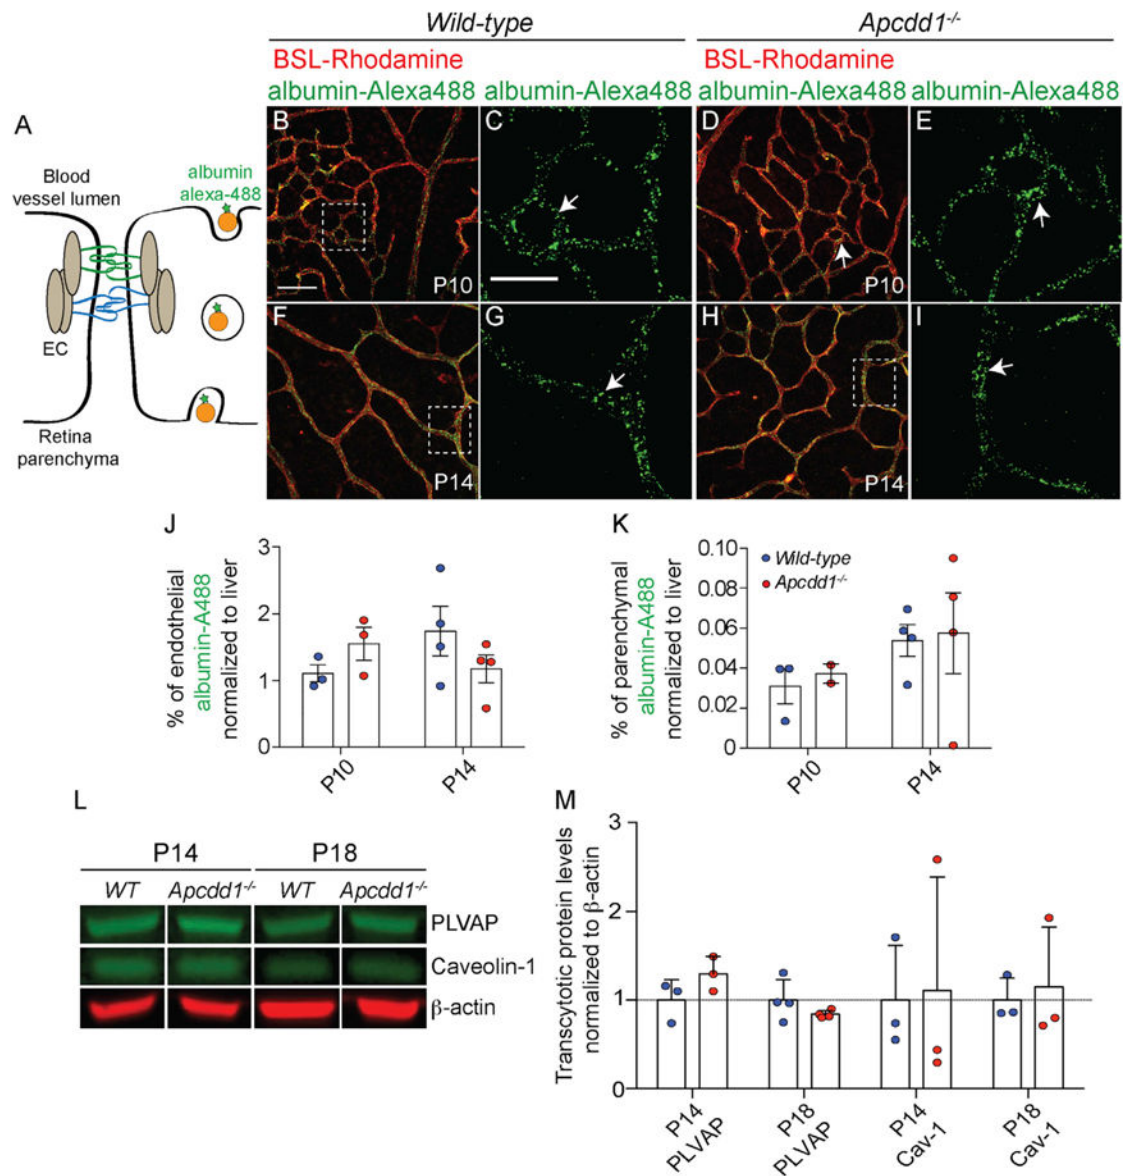 Wild-type
Apcdd1-/-
BSL-Rhodamine
BSL-Rhodamine
albumin-Alexa488 albumin-Alexa488 albumin-Alexa488 albumin-Alexa488
A
Blood
vessel lumen
albumin
alexa-488
EC
Retina
parenchyma
B
P10
C
D
P10
E
F
P14
G
H
P14
I
J
% of endothelial
albumin-A488
normalized to liver
3
2
1
0
P10
P14
K
% of parenchymal
albumin-A488
normalized to liver
0.10
0.08
0.06
0.04
0.02
0
Wild-type
Apcdd1-/-
P10
P14
L
P14
P18
WT
Apcdd1-/-
WT
Apcdd1-/-
PLVAP
Caveolin-1
β-actin
M
Transcytotic protein levels
normalized to β-actin
3
2
1
0
P14
PLVAP
P18
PLVAP
P14
Cav-1
P18
Cav-1